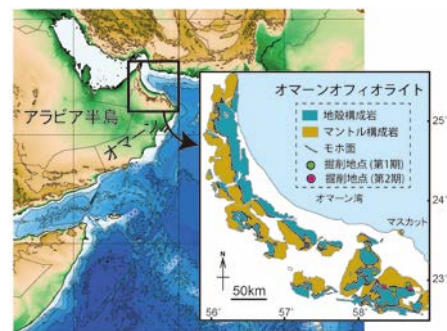 アラビア半島
オマーン
オマーンオフィオライト
地殻構成岩
マントル構成岩
モホ面
掘削地点(第1期)
掘削地点(第2期)
オマーン湾
マスカット
25°
24°
23°
N
50km
56°
57°
58°